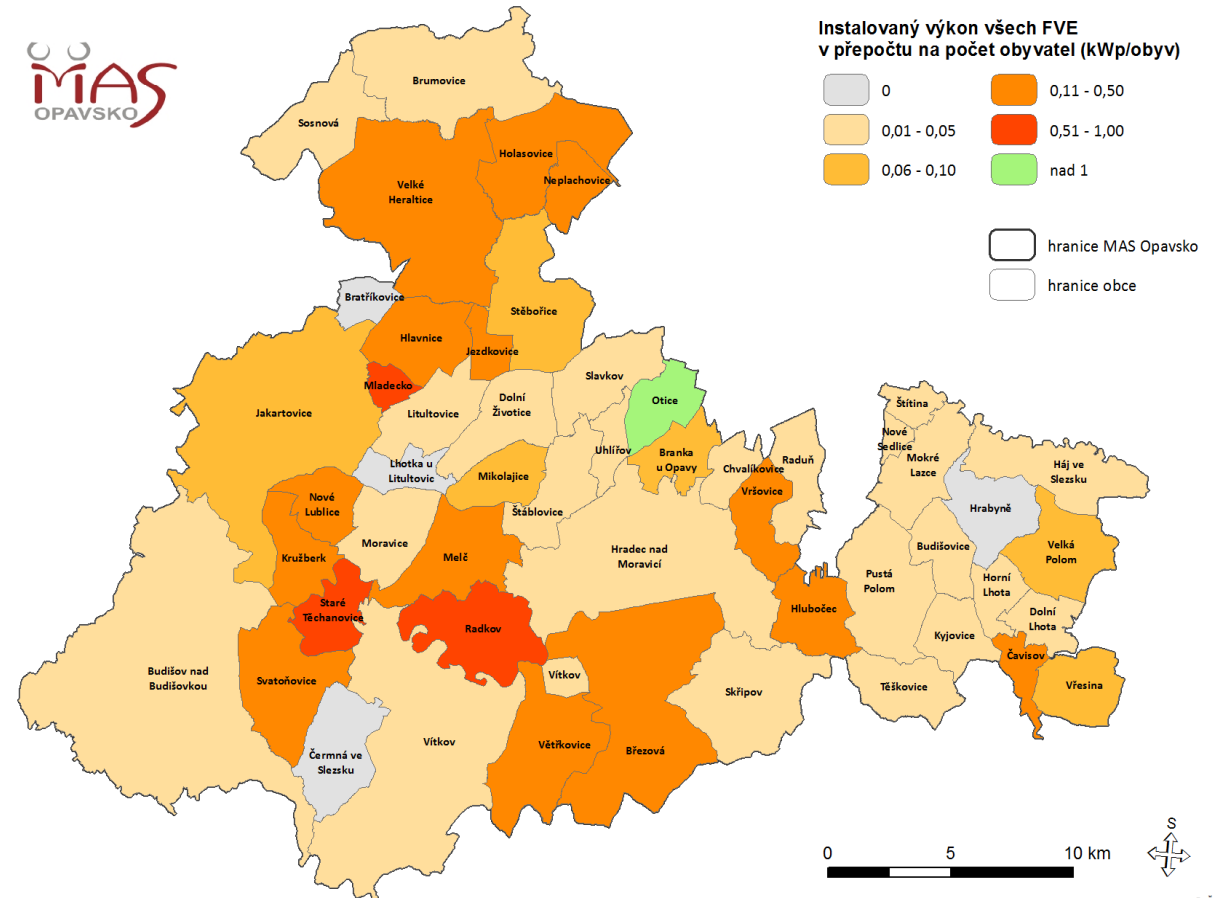 MAS
OPAVSKO
Instalovaný výkon všech FVE
v přepočtu na počet obyvatel (kWp/obyv)
0
0,01 - 0,05
0,06 - 0,10
0,11 - 0,50
0,51 - 1,00
nad 1
hranice MAS Opavsko
hranice obce
Brumovice
Sosnová
Holasovice
Neplachovice
Velké
Heraltice
Bratříkovice
Stěbořice
Hlavnice
Jezdkovice
Mladecko
Slavkov
Otice
Jakartovice
Litultovice
Dolní
Životice
Uhlířov
Branka
u Opavy
Chvalíkovice
Raduň
Vršovice
Štítina
Nové
Sedlice
Mokré
Lazce
Háj ve
Slezsku
Hrabyně
Lhotka u
Litultovic
Mikolajice
Štáblovice
Nové
Lublice
Moravice
Melč
Hradec nad
Moravicí
Kružberk
Budišovice
Velká
Polom
Pustá
Polom
Horní
Lhota
Dolní
Lhota
Hlubočec
Kyjovice
Čavisov
Vřesina
Těškovice
Staré
Těchanovice
Radkov
Budišov nad
Budišovkou
Svatoňovice
Vítkov
Skřipov
Vítkov
Větřkovice
Březová
Čermná ve
Slezsku
S
0
5
10 km